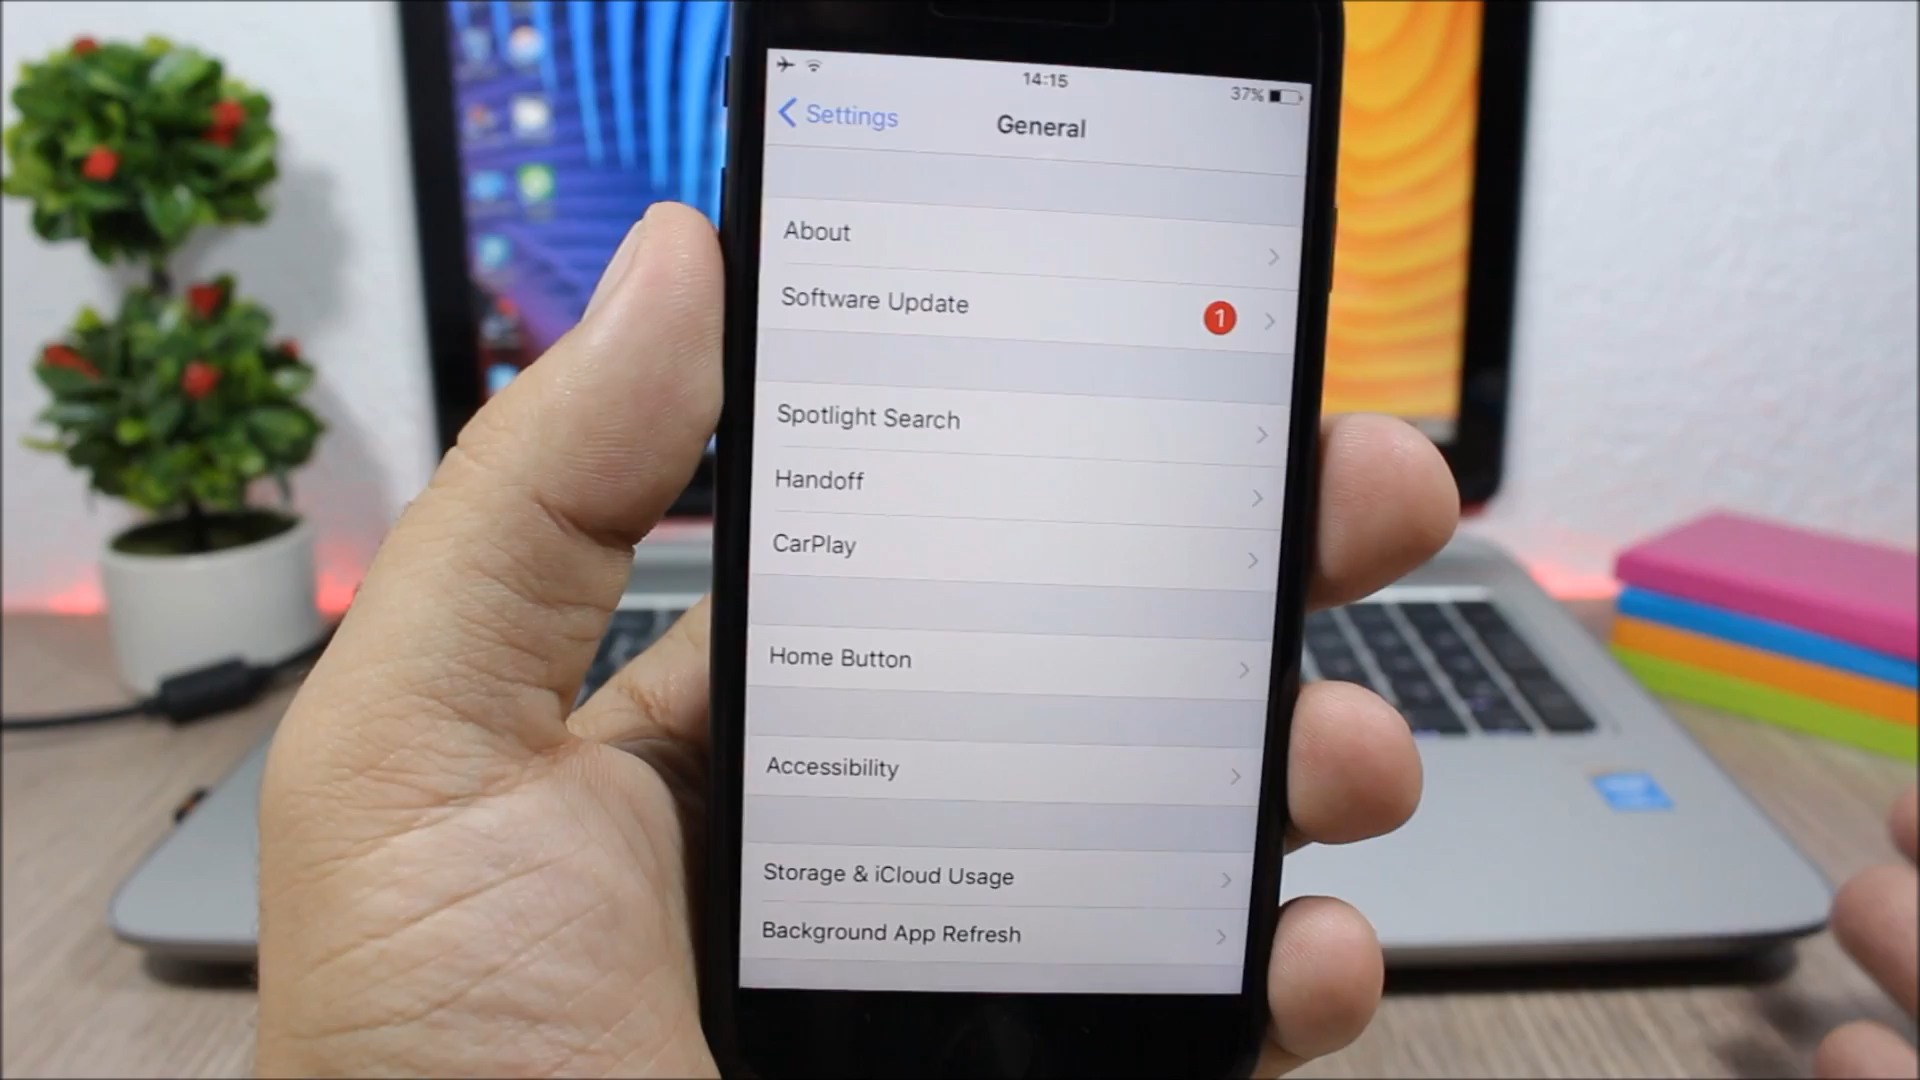 14:15
37%
Settings
General
About
Software Update
1
Spotlight Search
Handoff
CarPlay
Home Button
Accessibility
Storage & iCloud Usage
Background App Refresh